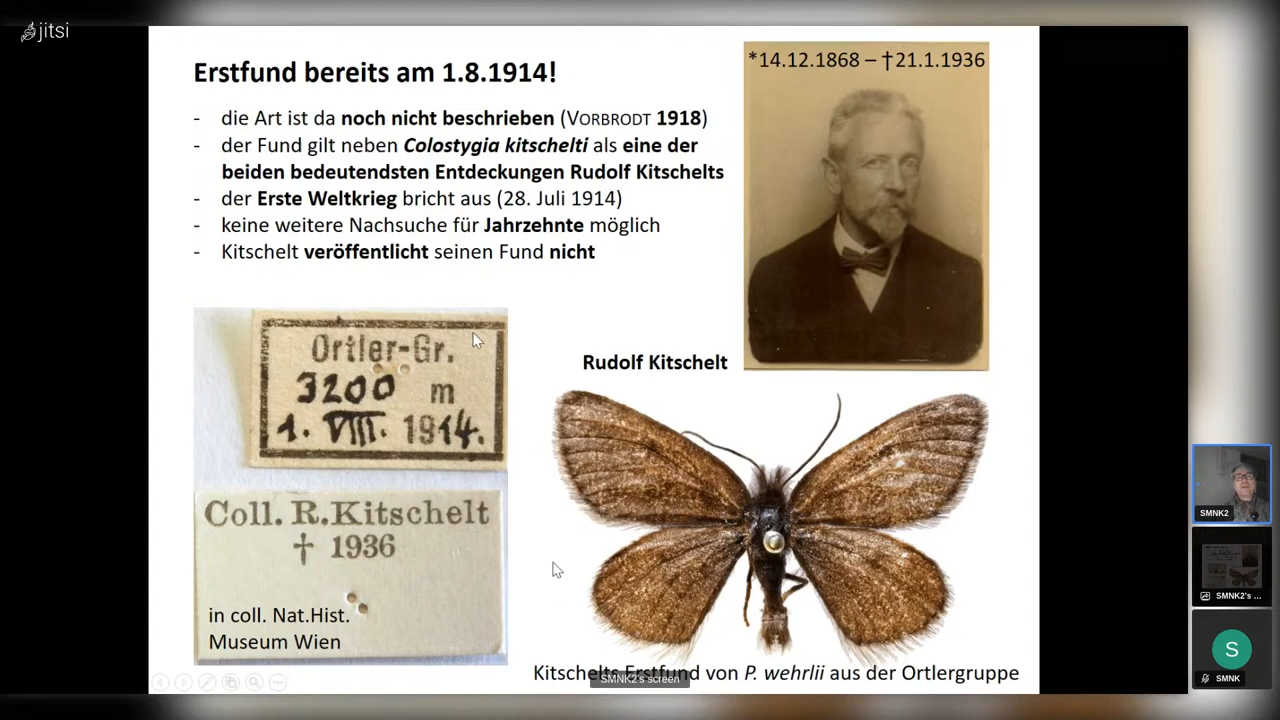 jitsi
*14.12.1868 – †21.1.1936
Erstfund bereits am 1.8.1914!
- die Art ist da noch nicht beschrieben (VORBRODT 1918)
- der Fund gilt neben Colostygia kitschelti als eine der
beiden bedeutendsten Entdeckungen Rudolf Kitschelts
- der Erste Weltkrieg bricht aus (28. Juli 1914)
- keine weitere Nachsuche für Jahrzehnte möglich
- Kitschelt veröffentlicht seinen Fund nicht
Rudolf Kitschelt
Ortler-Gr.
3200 m
1. VIII. 1914.
Coll. R.Kitschelt
† 1936
in coll. Nat.Hist.
Museum Wien
Kitschelts Erstfund von P. wehrlii aus der Ortlergruppe
SMNK2's screen
SMNK2
SMNK2's ...
S
SMNK